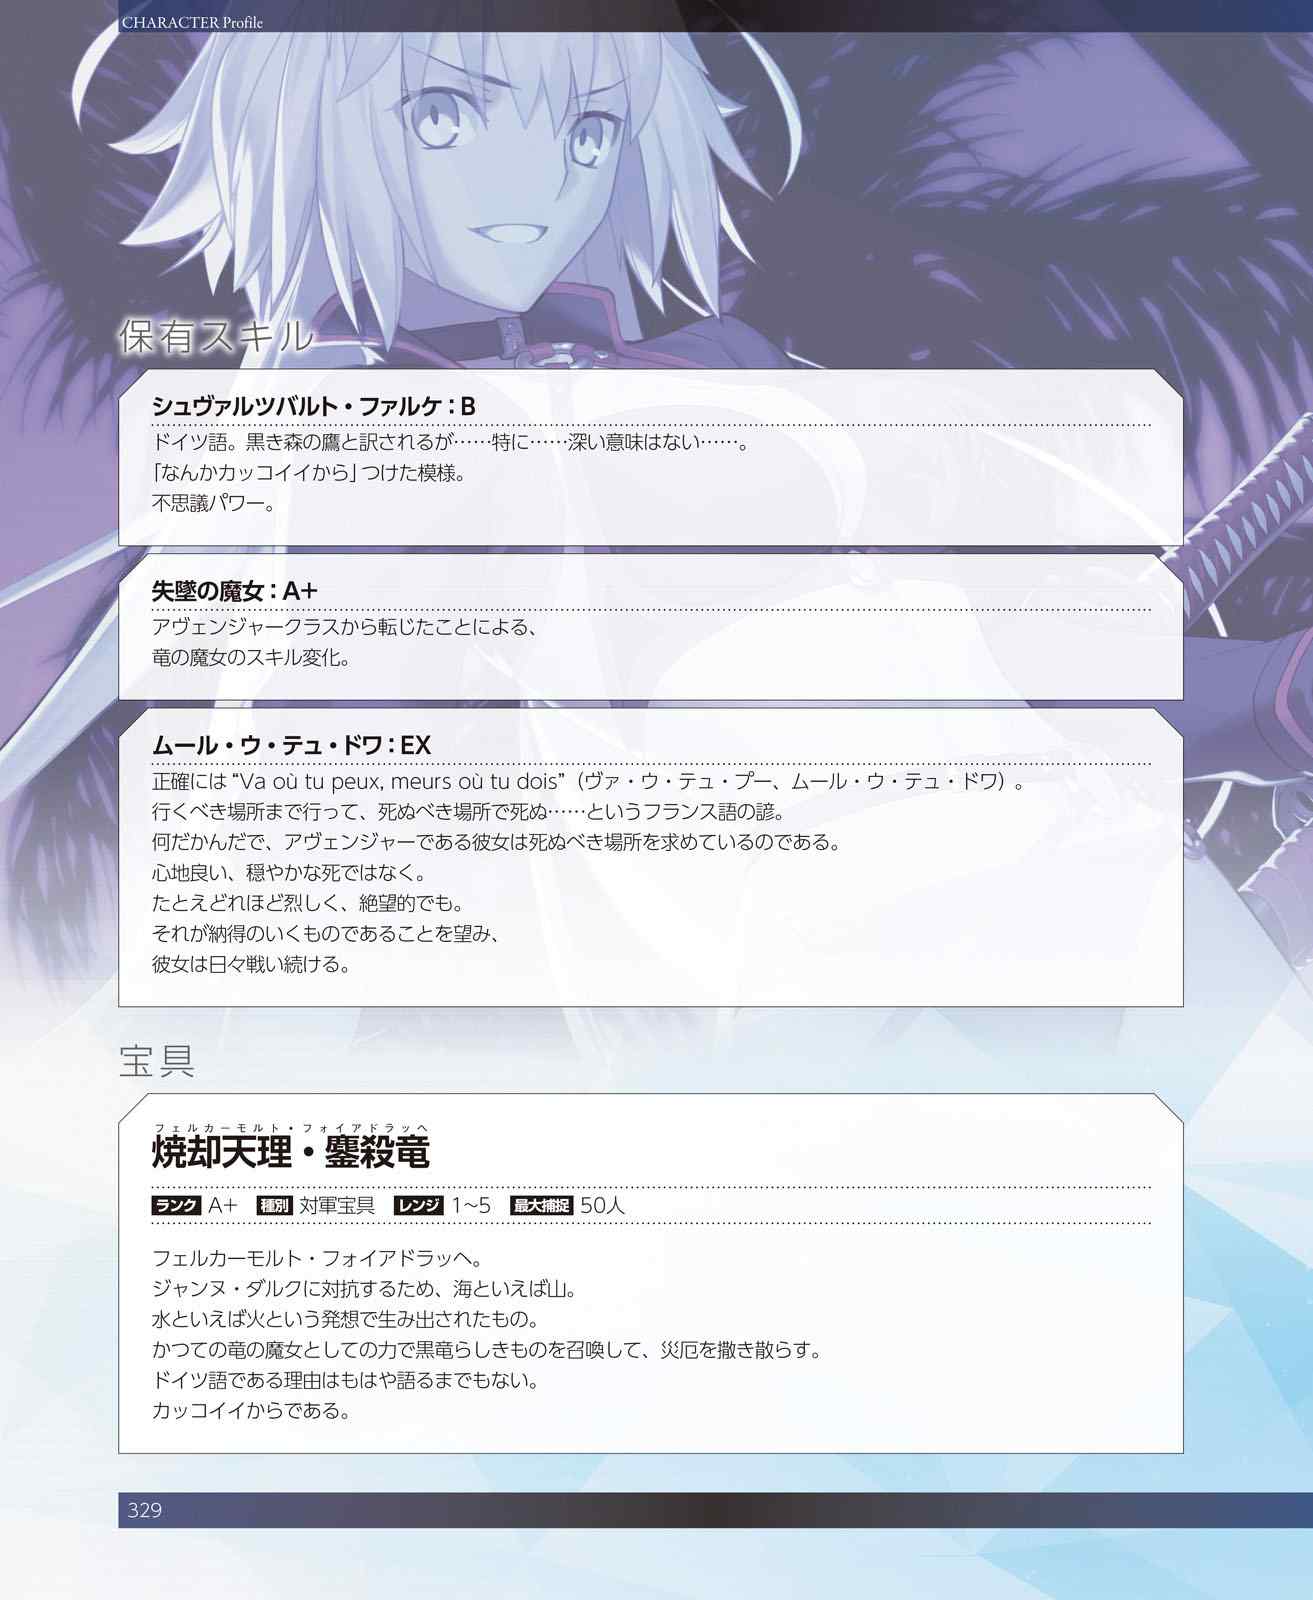 CHARACTER Profile
保有スキル
シュヴァルツバルト・ファルケ：B
ドイツ語。黒き森の鷹と訳されるが……特に……深い意味はない……。
「なんかカッコイイから」つけた模様。
不思議パワー。
失墜の魔女：A+
アヴェンジャークラスから転じたことによる、
竜の魔女のスキル変化。
ムール・ウ・テュ・ドワ：EX
正確には“Va où tu peux, meurs où tu dois”（ヴァ・ウ・テュ・プー、ムール・ウ・テュ・ドワ）。
行くべき場所まで行って、死ぬべき場所で死ぬ……というフランス語の諺。
何だかんだで、アヴェンジャーである彼女は死ぬべき場所を求めているのである。
心地良い、穏やかな死ではなく。
たとえどれほど烈しく、絶望的でも。
それが納得のいくものであることを望み、
彼女は日々戦い続ける。
宝具
フェルカーモルト・フォイアドラッヘ
焼却天理・鏖殺竜
ランク A+ 種別 対軍宝具 レンジ 1~5 最大捕捉 50人
フェルカーモルト・フォイアドラッヘ。
ジャンヌ・ダルクに対抗するため、海といえば山。
水といえば火という発想で生み出されたもの。
かつての竜の魔女としての力で黒竜らしきものを召喚して、災厄を撒き散らす。
ドイツ語である理由はもはや語るまでもない。
カッコイイからである。
329